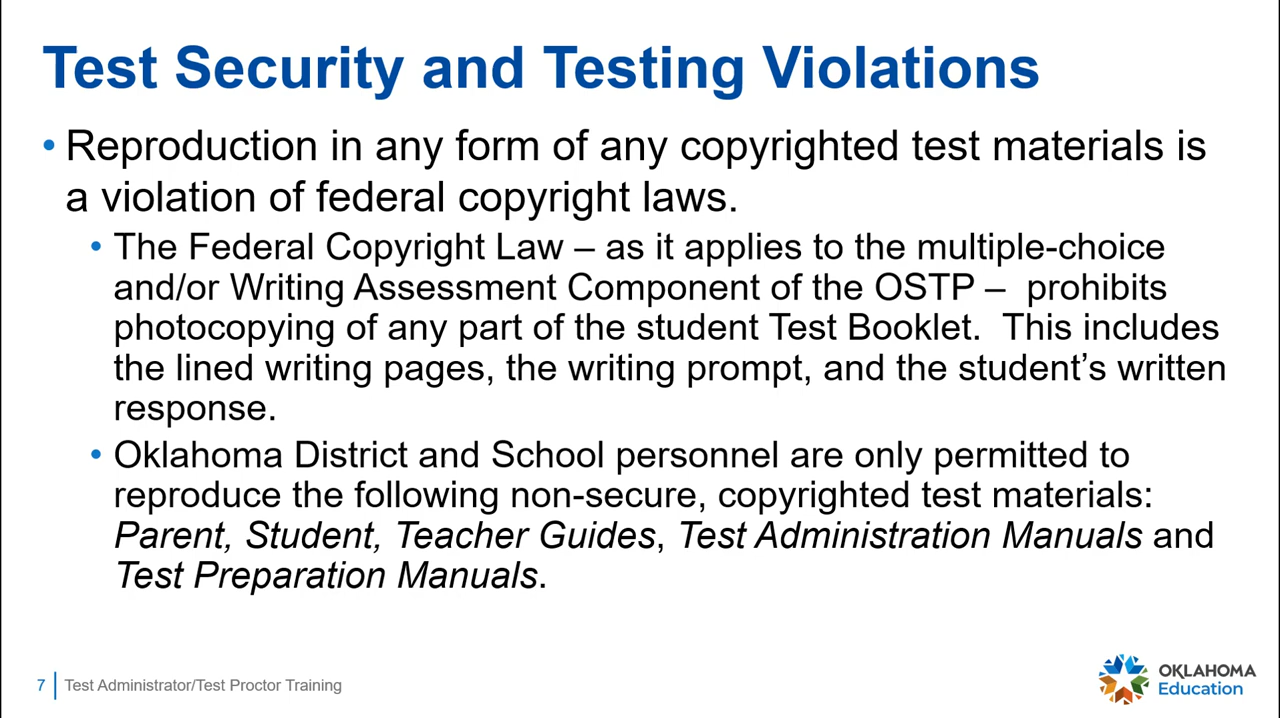 Test Security and Testing Violations
• Reproduction in any form of any copyrighted test materials is
a violation of federal copyright laws.
• The Federal Copyright Law – as it applies to the multiple-choice
and/or Writing Assessment Component of the OSTP – prohibits
photocopying of any part of the student Test Booklet. This includes
the lined writing pages, the writing prompt, and the student’s written
response.
• Oklahoma District and School personnel are only permitted to
reproduce the following non-secure, copyrighted test materials:
Parent, Student, Teacher Guides, Test Administration Manuals and
Test Preparation Manuals.
7 Test Administrator/Test Proctor Training
OKLAHOMA
Education